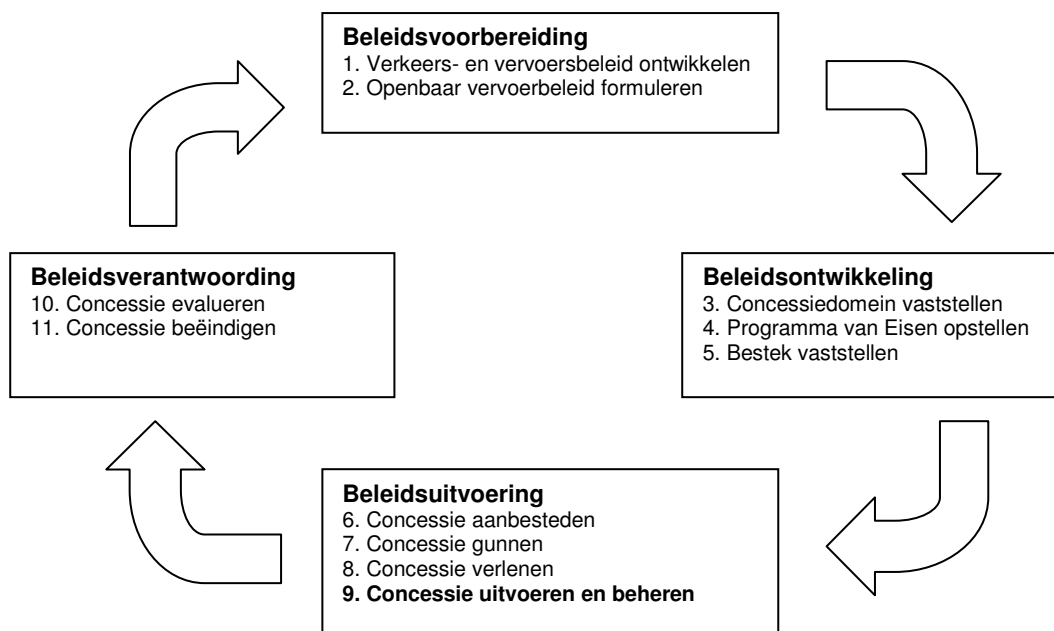 Beleidsvoorbereiding
1. Verkeers- en vervoersbeleid ontwikkelen
2. Openbaar vervoerbeleid formuleren
Beleidsverantwoording
10. Concessie evalueren
11. Concessie beëindigen
Beleidsontwikkeling
3. Concessiedomein vaststellen
4. Programma van Eisen opstellen
5. Bestek vaststellen
Beleidsuitvoering
6. Concessie aanbesteden
7. Concessie gunnen
8. Concessie verlenen
9. Concessie uitvoeren en beheren